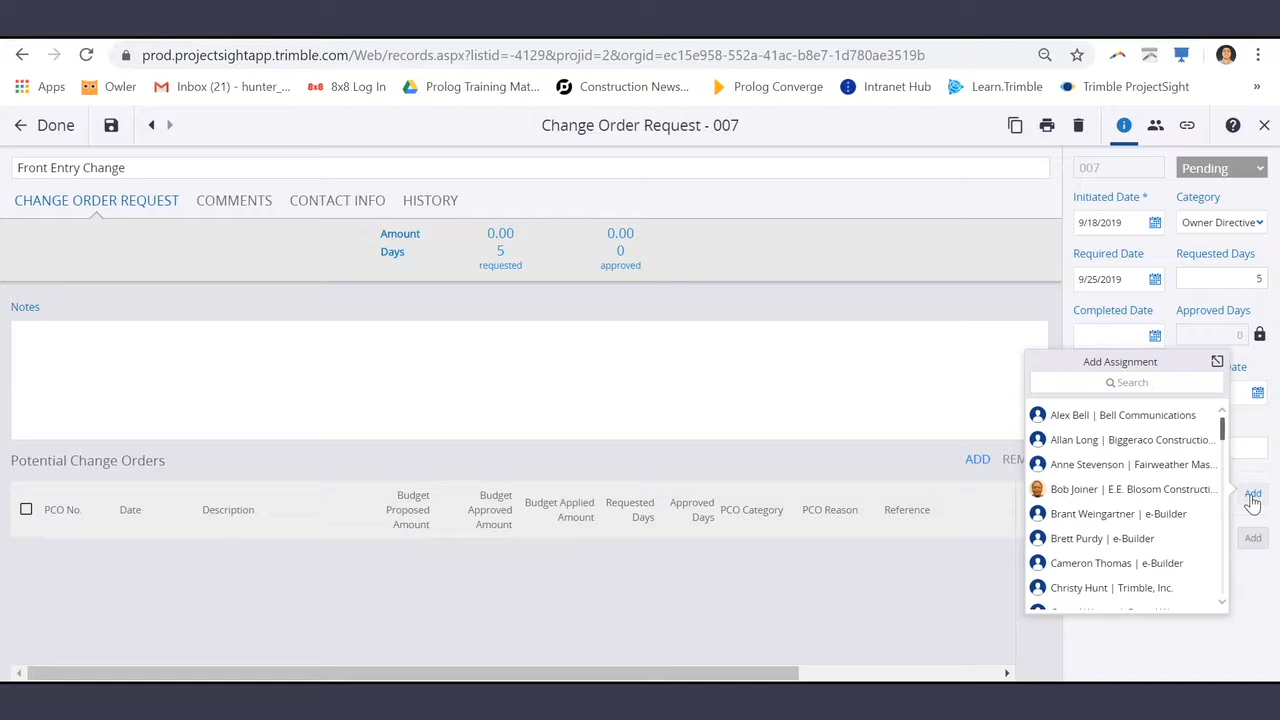 prod.projectsightapp.trimble.com/Web/records.aspx?listid=-4129&projid=2&orgid=ec15e958-552a-41ac-b8e7-1d780ae3519b
Apps Owler Inbox (21) - hunter_... 8x8 8x8 Log In Prolog Training Mat... Construction News... Prolog Converge Intranet Hub Learn.Trimble Trimble ProjectSight »
Done Change Order Request - 007
Front Entry Change 007 Pending
CHANGE ORDER REQUEST COMMENTS CONTACT INFO HISTORY Initiated Date * Category
9/18/2019 Owner Directive
Amount 0.00 0.00
Days 5 0 Required Date Requested Days
requested approved
9/25/2019 5
Notes Completed Date Approved Days
0
Add Assignment ate
Search
Alex Bell | Bell Communications
Allan Long | Biggeraco Constructio...
Potential Change Orders ADD REM Anne Stevenson | Fairweather Mas...
Bob Joiner | E.E. Blosom Constructi... Add
PCO No. Date Description Budget Proposed Amount Budget Approved Amount Budget Applied Amount Requested Days Approved Days PCO Category PCO Reason Reference
Brant Weingartner | e-Builder
Brett Purdy | e-Builder Add
Cameron Thomas | e-Builder
Christy Hunt | Trimble, Inc.